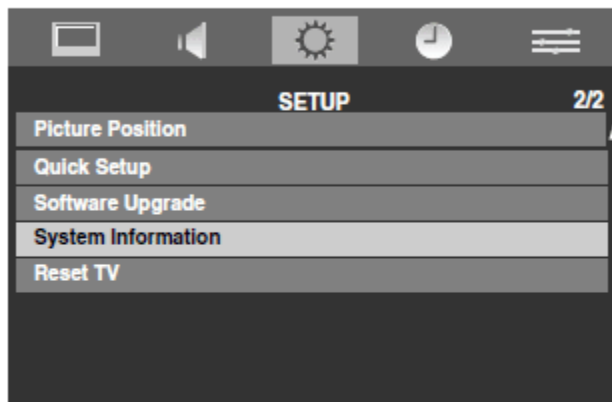 SETUP 2/2
Picture Position
Quick Setup
Software Upgrade
System Information
Reset TV